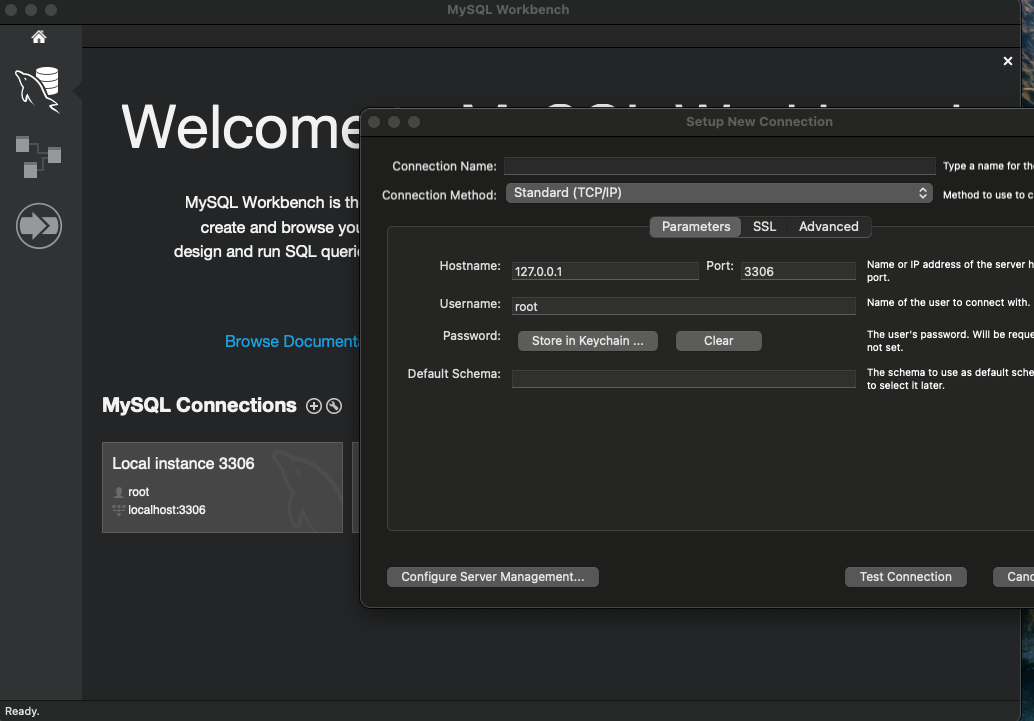 MySQL Workbench
Welcome
Setup New Connection
Connection Name:
Type a name for the
Connection Method:
Standard (TCP/IP)
Method to use to c
MySQL Workbench is th
create and browse you
design and run SQL querie
Parameters
SSL
Advanced
Hostname:
127.0.0.1
Port:
3306
Name or IP address of the server h
port.
Username:
root
Name of the user to connect with.
Password:
Store in Keychain ...
Clear
The user's password. Will be reque
not set.
Browse Documenta
Default Schema:
The schema to use as default sche
to select it later.
MySQL Connections
Local instance 3306
root
localhost:3306
Configure Server Management...
Test Connection
Canc
Ready.